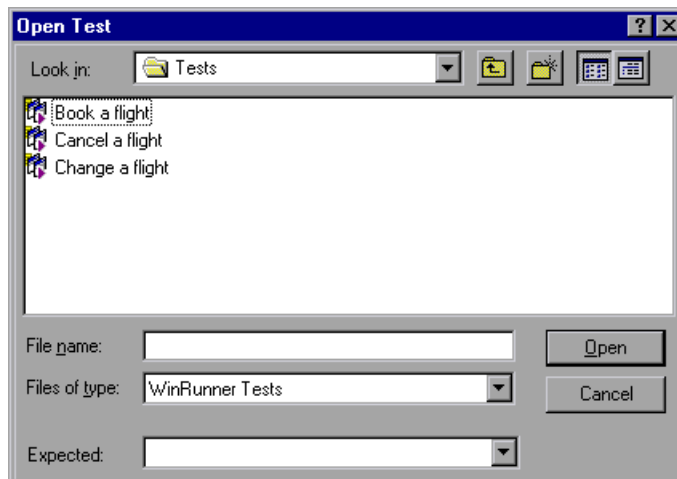 Open Test
Look in: Tests
Book a flight
Cancel a flight
Change a flight
File name: Open
Files of type: WinRunner Tests Cancel
Expected: